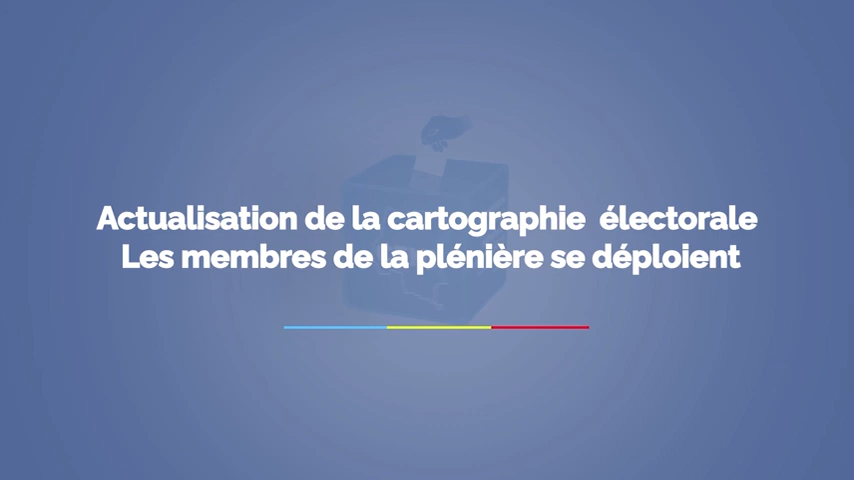 Actualisation de la cartographie électorale
Les membres de la plénière se déploient